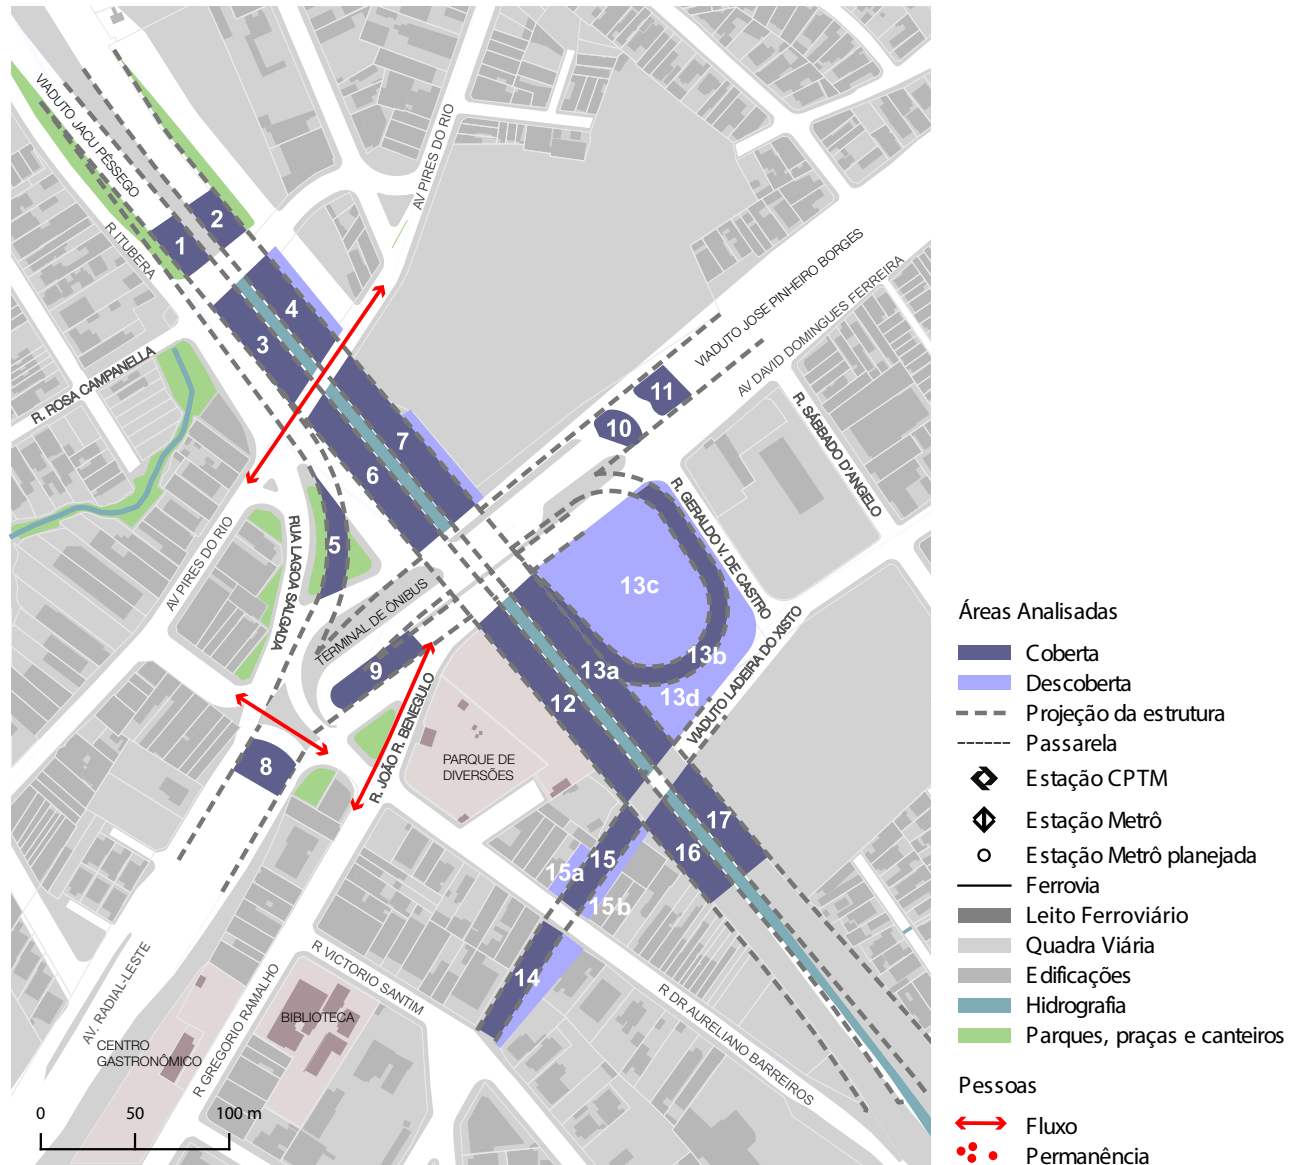 VIADUTO JACU PÊSSEGO
R ITUBERA
AV PIRES DO RIO
1
2
3
4
R. ROSA CAMPANELLA
VIADUTO JOSE PINHEIRO BORGES
AV DAVID DOMINGUES FERREIRA
11
10
7
6
5
R. SÁBBADO D'ANGELO
R. GERALDO V. DE CASTRO
RUA LAGOA SALGADA
AV PIRES DO RIO
TERMINAL DE ÔNIBUS
13c
13b
13a
13d
9
12
VIADUTO LADEIRA DO XISTO
R. JOÃO R. BENEGULO
PARQUE DE
DIVERSÕES
8
17
16
15
15a
15b
14
R VICTORIO SANTIM
R DR AURELIANO BARREIROS
AV. RADIAL-LESTE
R GREGORIO RAMALHO
BIBLIOTECA
CENTRO
GASTRONÔMICO
0 50 100 m
Áreas Analisadas
Coberta
Descoberta
Projeção da estrutura
Passarela
Estação CPTM
Estação Metrô
Estação Metrô planejada
Ferrovia
Leito Ferroviário
Quadra Viária
Edificações
Hidrografia
Parques, praças e canteiros
Pessoas
Fluxo
Permanência